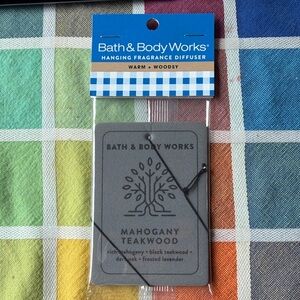 Bath & Body Works®
HANGING FRAGRANCE DIFFUSER
WARM + WOODSY
BATH & BODY WORKS
MAHOGANY
TEAKWOOD
rich mahogany • black teakwood •
dark oak • frosted lavender